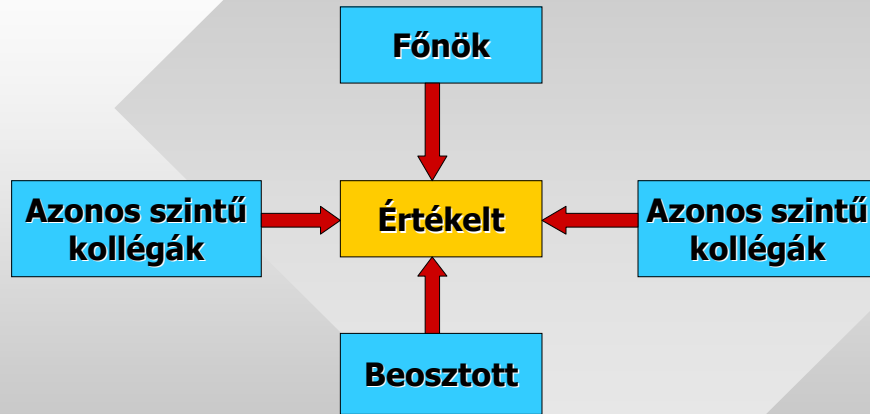 Főnök
Azonos szintű
kollégák
Értékelt
Azonos szintű
kollégák
Beosztott